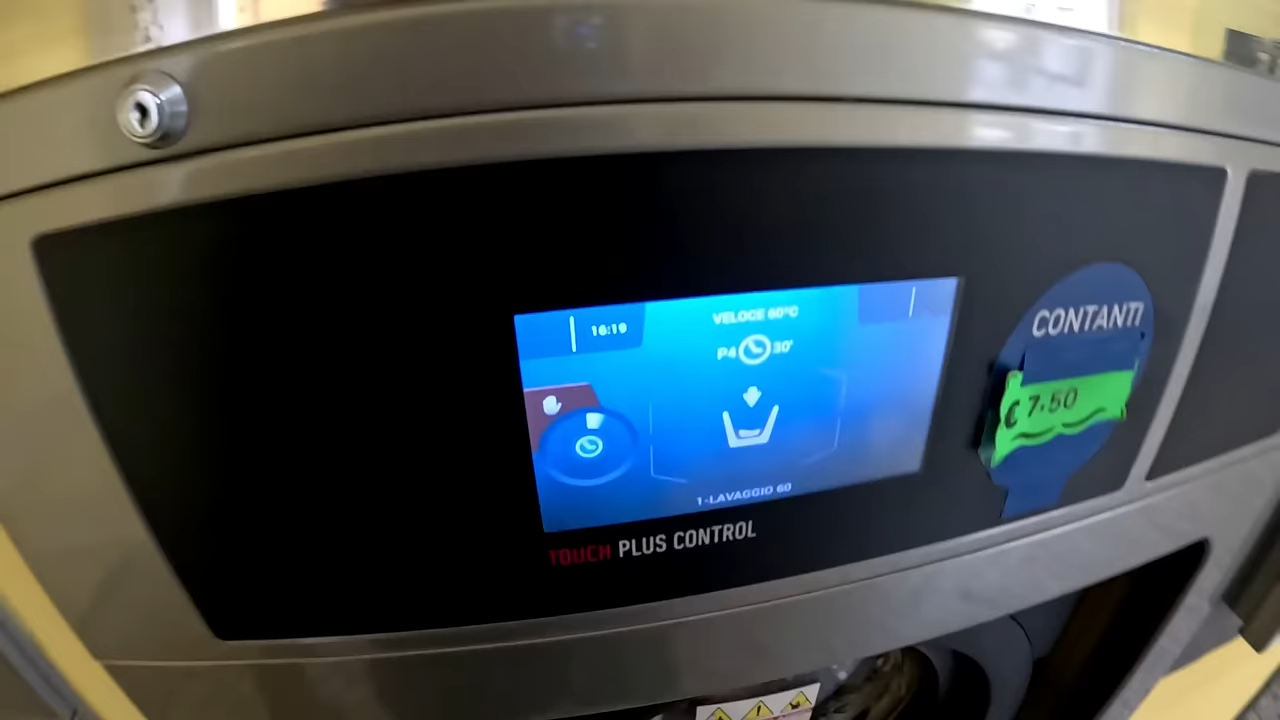 16:19
VELOCE 60°C
P4 30'
1-LAVAGGIO 60
TOUCH PLUS CONTROL
CONTANTI
€ 7.50